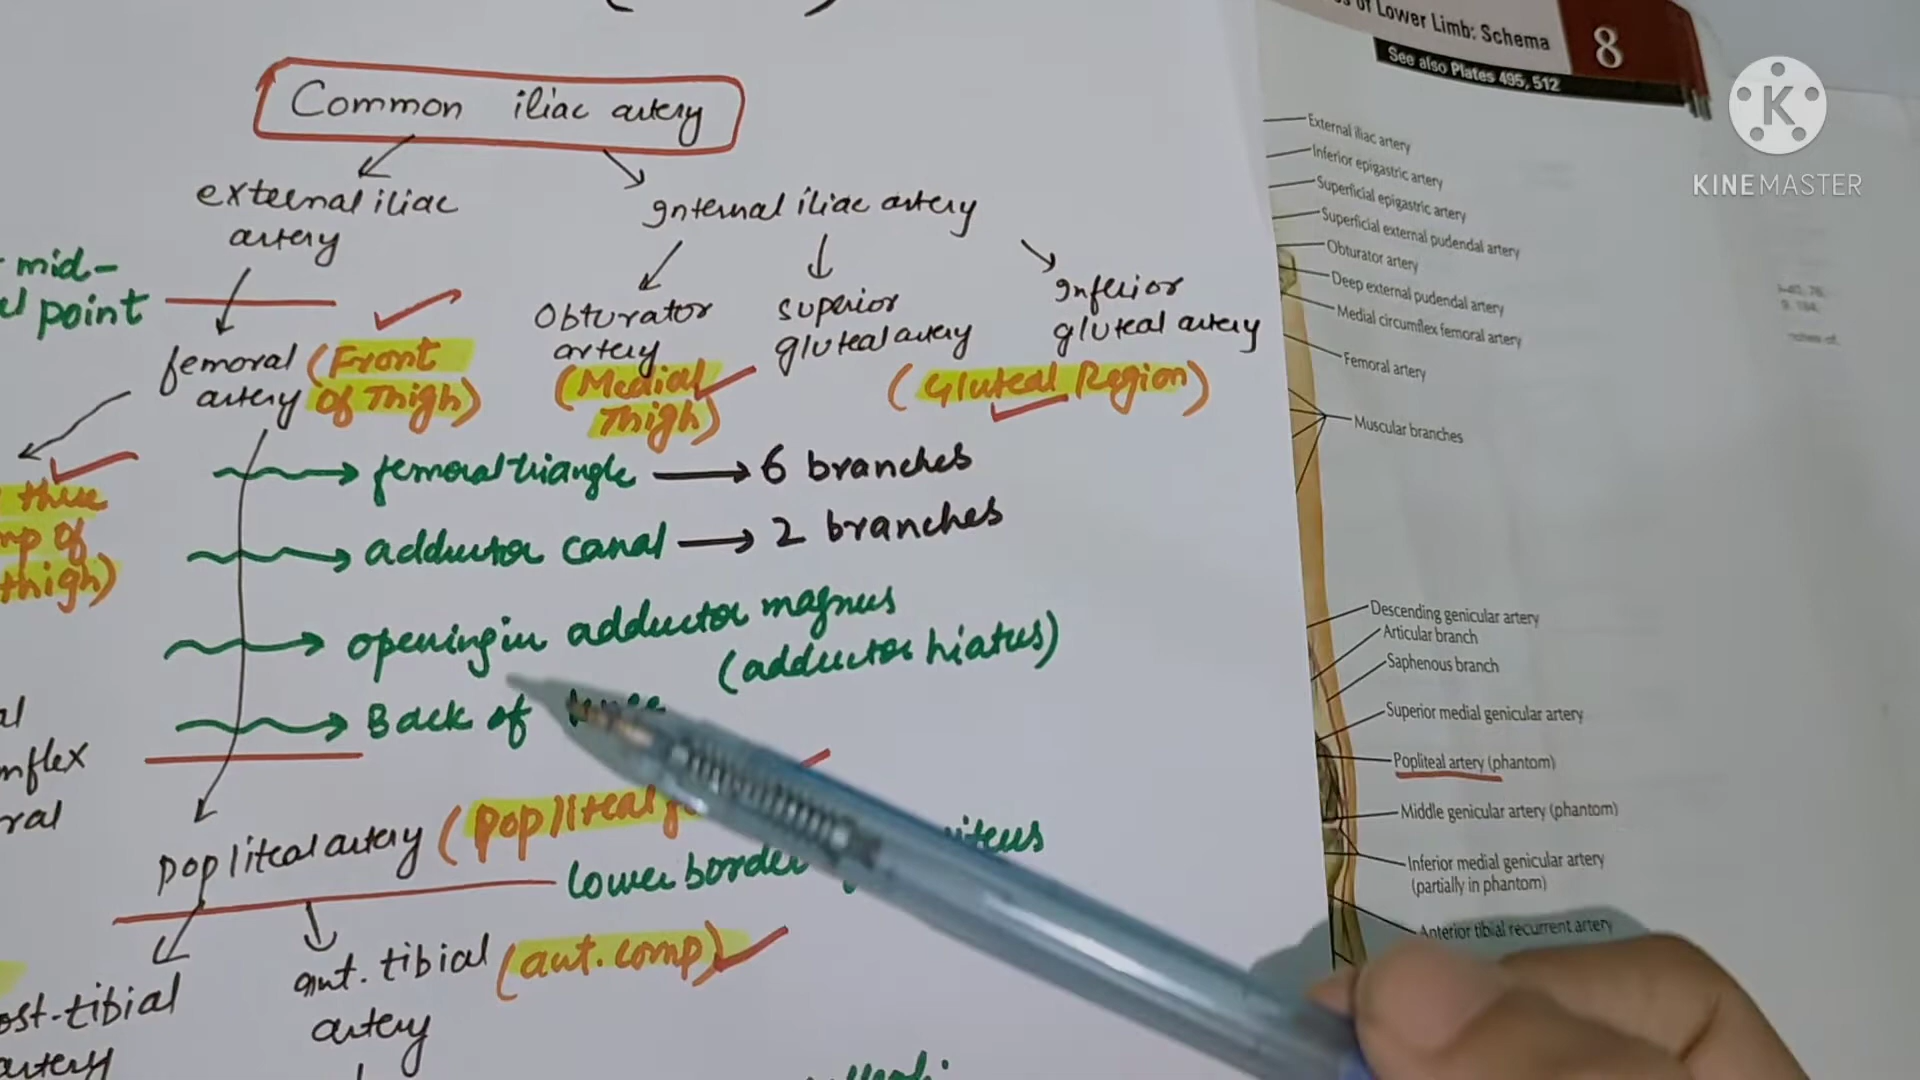 Common iliac artery
external iliac
artery
Internal iliac artery
mid-
point
femoral
artery
(Front
of Thigh)
Obturator
artery
(Medial
Thigh)
superior
gluteal artery
Inferior
gluteal artery
(Gluteal Region)
femoral triangle → 6 branches
adductor canal → 2 branches
opening in adductor magnus
(adductor hiatus)
Back of
popliteal artery (popliteal
lower border
ant. tibial (ant. comp)
artery
-tibial
of Lower Limb: Schema
8
See also Plates 495, 512
External iliac artery
Inferior epigastric artery
Superficial epigastric artery
Superficial external pudendal artery
Obturator artery
Deep external pudendal artery
Medial circumflex femoral artery
Femoral artery
Muscular branches
Descending genicular artery
Articular branch
Saphenous branch
Superior medial genicular artery
Popliteal artery (phantom)
Middle genicular artery (phantom)
Inferior medial genicular artery
(partially in phantom)
Anterior tibial recurrent artery
K
KINEMASTER